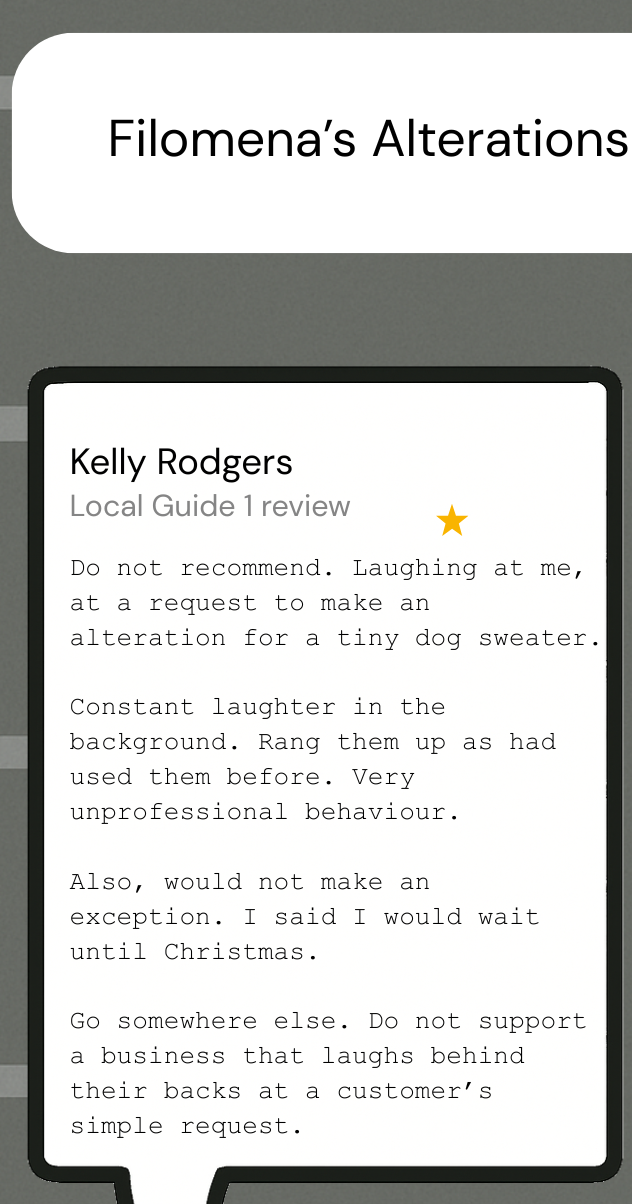 Filomena’s Alterations
Kelly Rodgers
Local Guide 1 review
Do not recommend. Laughing at me,
at a request to make an
alteration for a tiny dog sweater.
Constant laughter in the
background. Rang them up as had
used them before. Very
unprofessional behaviour.
Also, would not make an
exception. I said I would wait
until Christmas.
Go somewhere else. Do not support
a business that laughs behind
their backs at a customer’s
simple request.